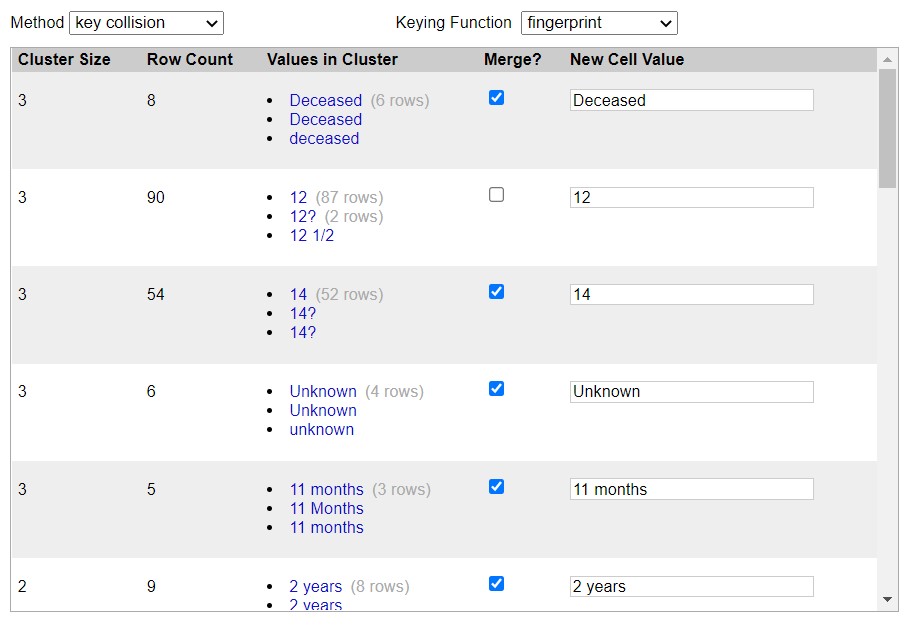 Method key collision Keying Function fingerprint
Cluster Size Row Count Values in Cluster Merge? New Cell Value
3 8 Deceased (6 rows) Deceased
Deceased
deceased
3 90 12 (87 rows) 12
12? (2 rows)
12 1/2
3 54 14 (52 rows) 14
14?
14?
3 6 Unknown (4 rows) Unknown
Unknown
unknown
3 5 11 months (3 rows) 11 months
11 Months
11 months
2 9 2 years (8 rows) 2 years
2 years